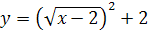 y = (√(x − 2))² + 2